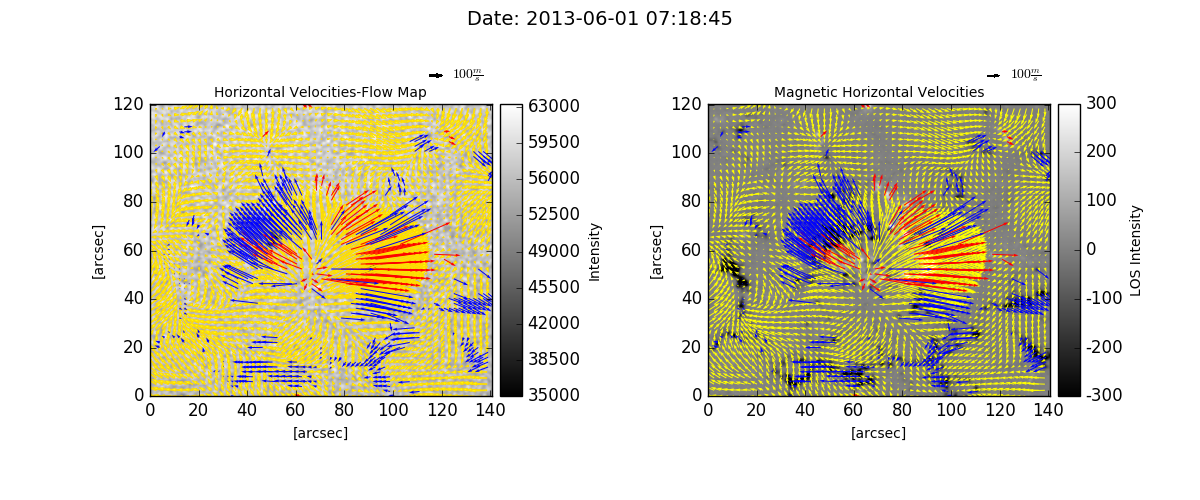 Date: 2013-06-01 07:18:45
100 m/s
Horizontal Velocities-Flow Map
120
100
80
60
40
20
0
0 20 40 60 80 100 120 140
[arcsec]
[arcsec]
63000
59500
56000
52500
49000
45500
42000
38500
35000
Intensity
100 m/s
Magnetic Horizontal Velocities
120
100
80
60
40
20
0
0 20 40 60 80 100 120 140
[arcsec]
[arcsec]
300
200
100
0
-100
-200
-300
LOS Intensity